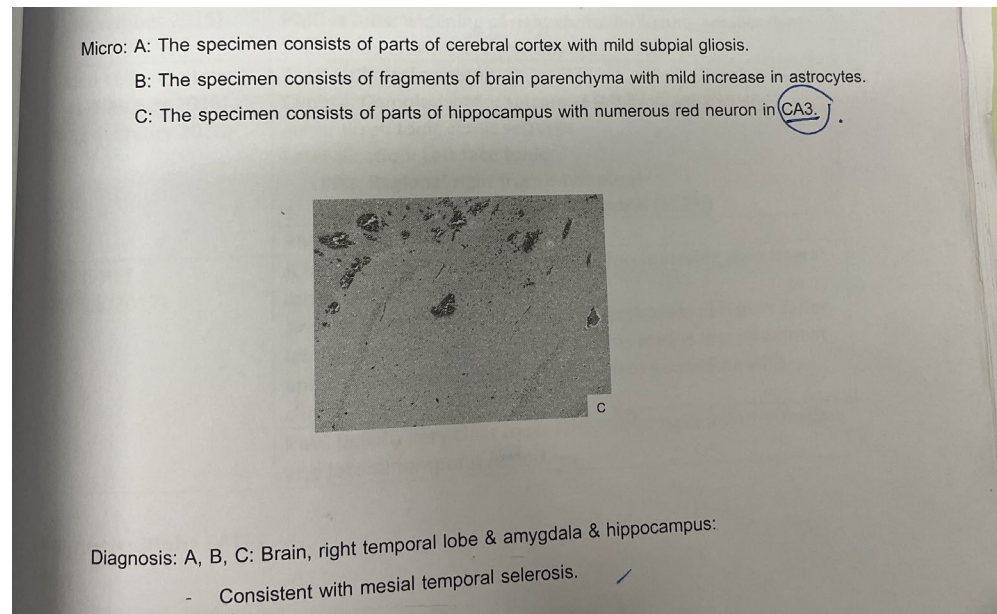 Micro: A: The specimen consists of parts of cerebral cortex with mild subpial gliosis.
B: The specimen consists of fragments of brain parenchyma with mild increase in astrocytes.
C: The specimen consists of parts of hippocampus with numerous red neuron in CA3.
C
Diagnosis: A, B, C: Brain, right temporal lobe & amygdala & hippocampus:
- Consistent with mesial temporal selerosis.